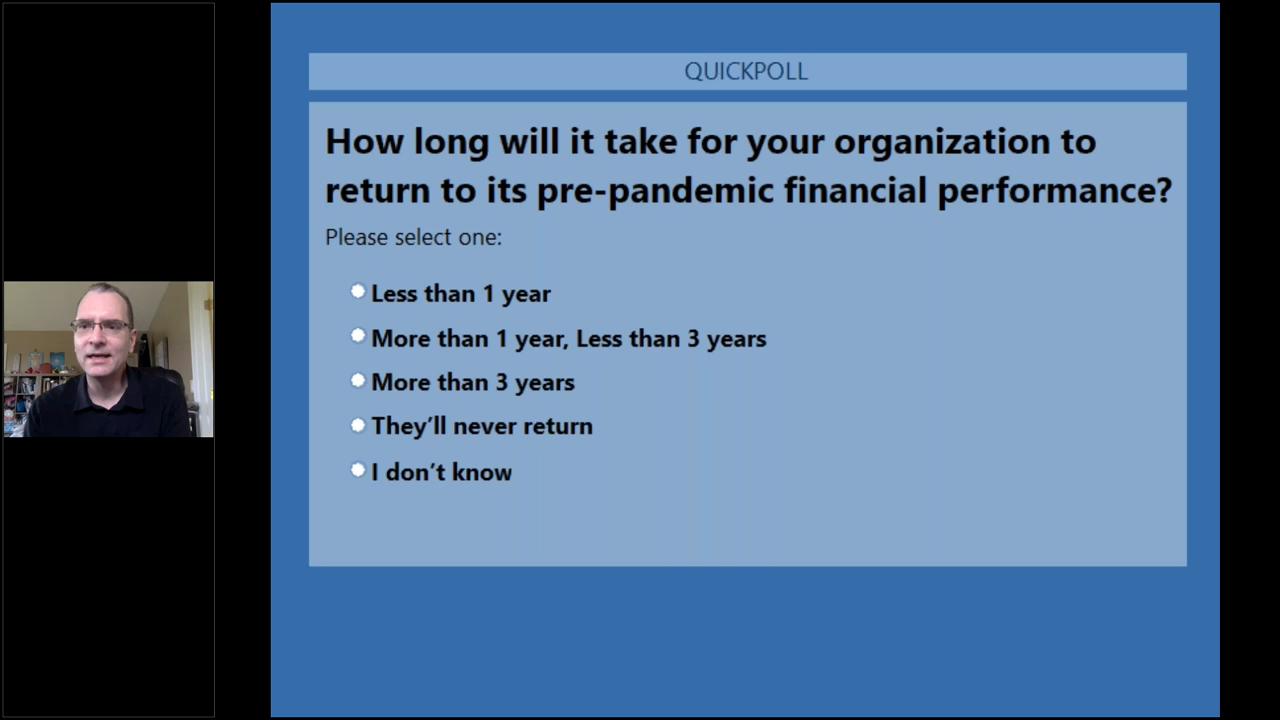 QUICKPOLL
How long will it take for your organization to
return to its pre-pandemic financial performance?
Please select one:
Less than 1 year
More than 1 year, Less than 3 years
More than 3 years
They’ll never return
I don’t know